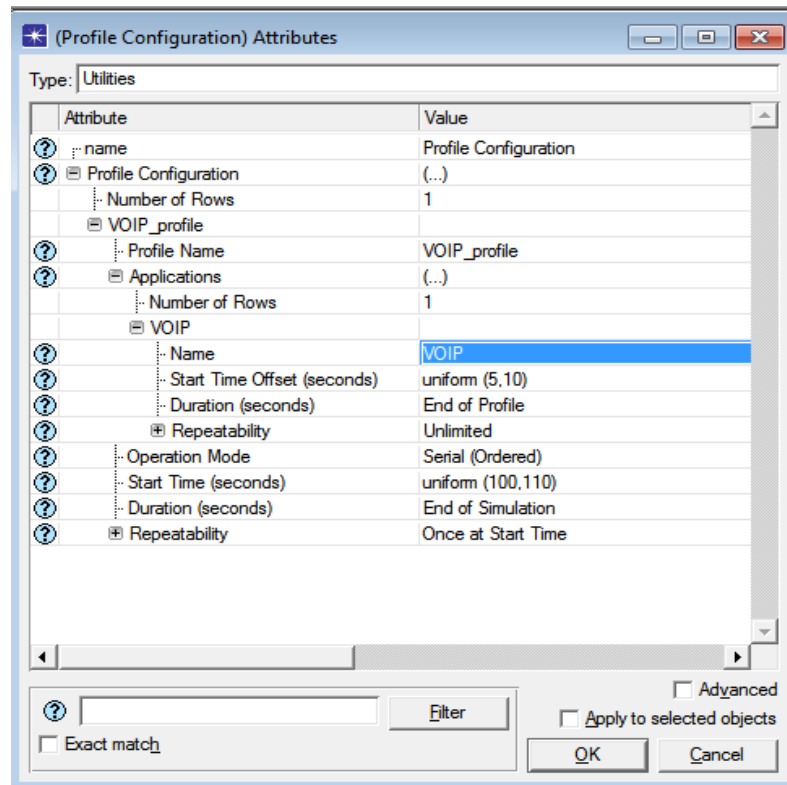 (Profile Configuration) Attributes
Type: Utilities
Attribute Value
name Profile Configuration
Profile Configuration (...)
Number of Rows 1
VOIP_profile
Profile Name VOIP_profile
Applications (...)
Number of Rows 1
VOIP
Name VOIP
Start Time Offset (seconds) uniform (5,10)
Duration (seconds) End of Profile
Repeatability Unlimited
Operation Mode Serial (Ordered)
Start Time (seconds) uniform (100,110)
Duration (seconds) End of Simulation
Repeatability Once at Start Time
Advanced
Filter
Apply to selected objects
Exact match
OK Cancel